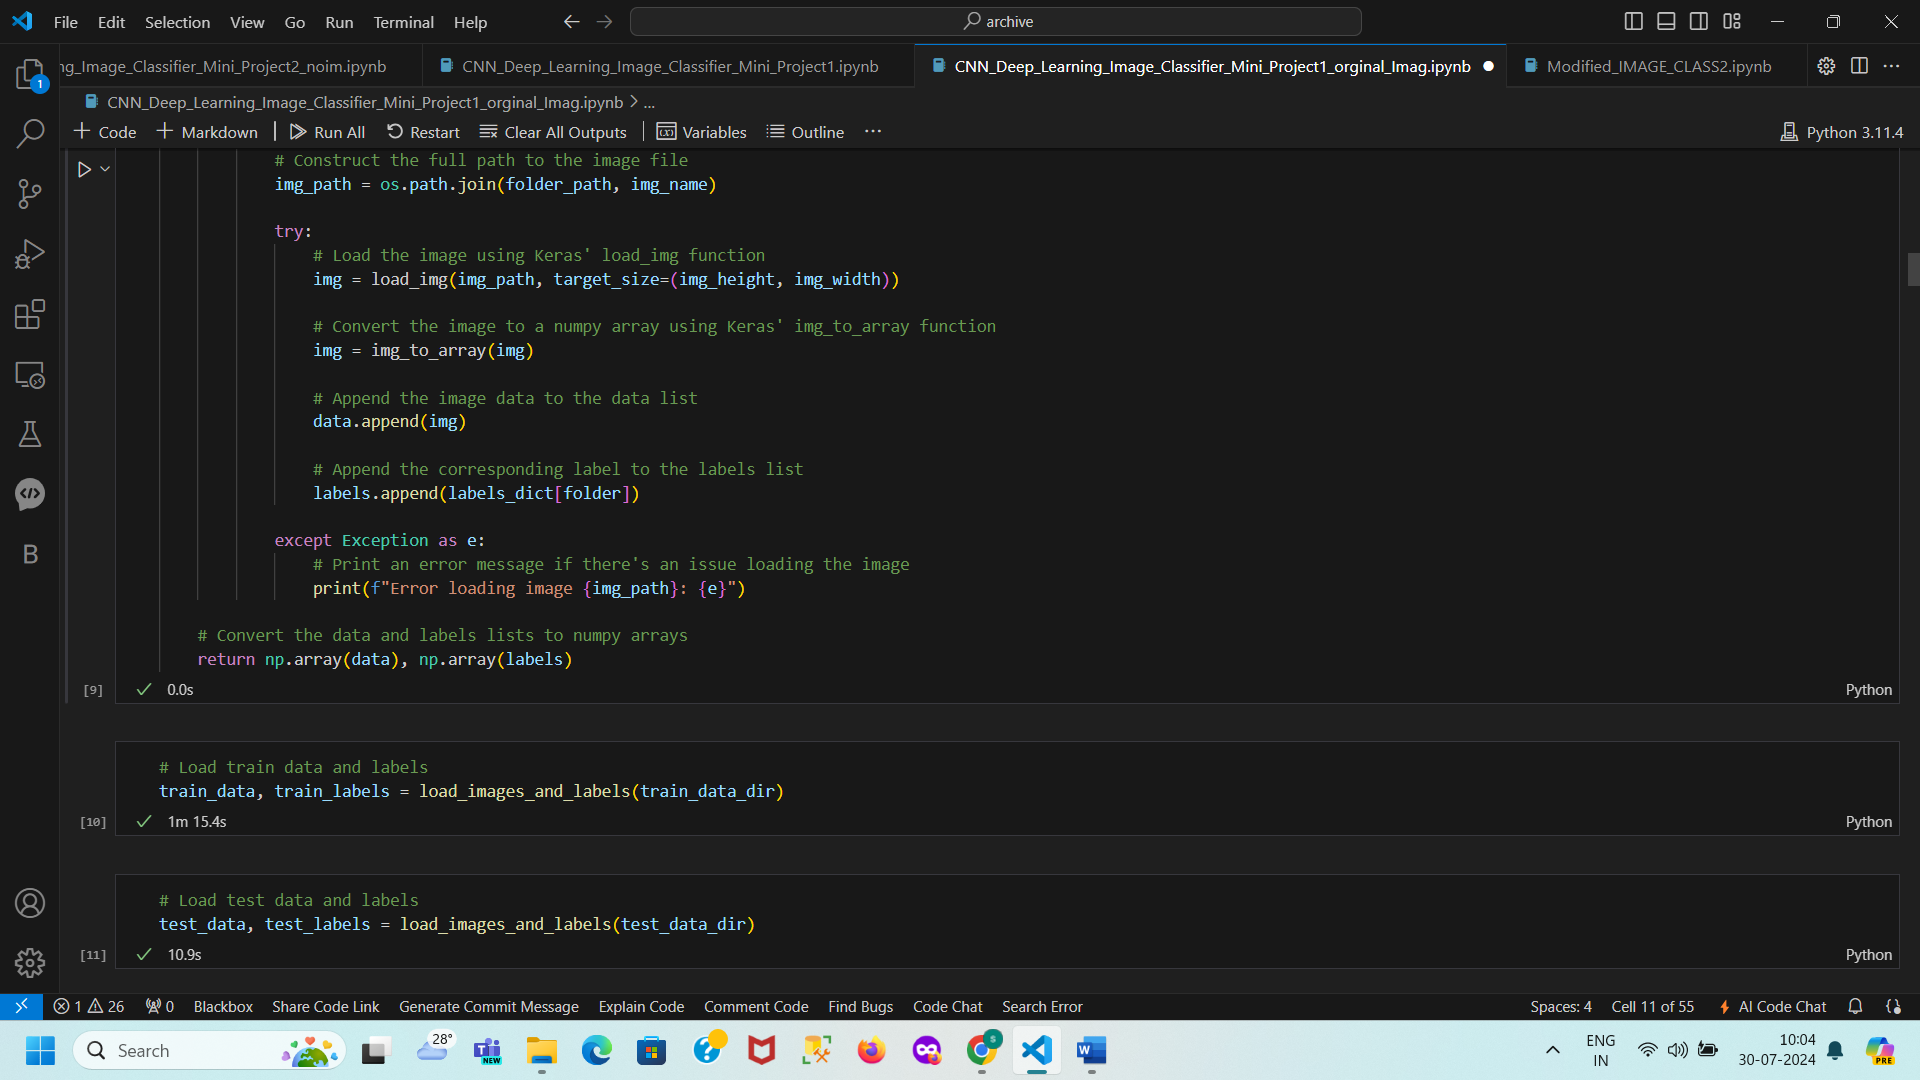 File Edit Selection View Go Run Terminal Help archive
ng_Image_Classifier_Mini_Project2_noim.ipynb CNN_Deep_Learning_Image_Classifier_Mini_Project1.ipynb CNN_Deep_Learning_Image_Classifier_Mini_Project1_orginal_Imag.ipynb Modified_IMAGE_CLASS2.ipynb
1
CNN_Deep_Learning_Image_Classifier_Mini_Project1_orginal_Imag.ipynb > ...
+ Code + Markdown | Run All Restart Clear All Outputs | Variables Outline ... Python 3.11.4
# Construct the full path to the image file
img_path = os.path.join(folder_path, img_name)
try:
# Load the image using Keras' load_img function
img = load_img(img_path, target_size=(img_height, img_width))
# Convert the image to a numpy array using Keras' img_to_array function
img = img_to_array(img)
# Append the image data to the data list
data.append(img)
# Append the corresponding label to the labels list
labels.append(labels_dict[folder])
except Exception as e:
# Print an error message if there's an issue loading the image
print(f"Error loading image {img_path}: {e}")
# Convert the data and labels lists to numpy arrays
return np.array(data), np.array(labels)
[9] 0.0s Python
# Load train data and labels
train_data, train_labels = load_images_and_labels(train_data_dir)
[10] 1m 15.4s Python
# Load test data and labels
test_data, test_labels = load_images_and_labels(test_data_dir)
[11] 10.9s Python
B
1 26 0 Blackbox Share Code Link Generate Commit Message Explain Code Comment Code Find Bugs Code Chat Search Error Spaces: 4 Cell 11 of 55 AI Code Chat
Search 28° NEW S ENG 10:04 PRE
IN 30-07-2024